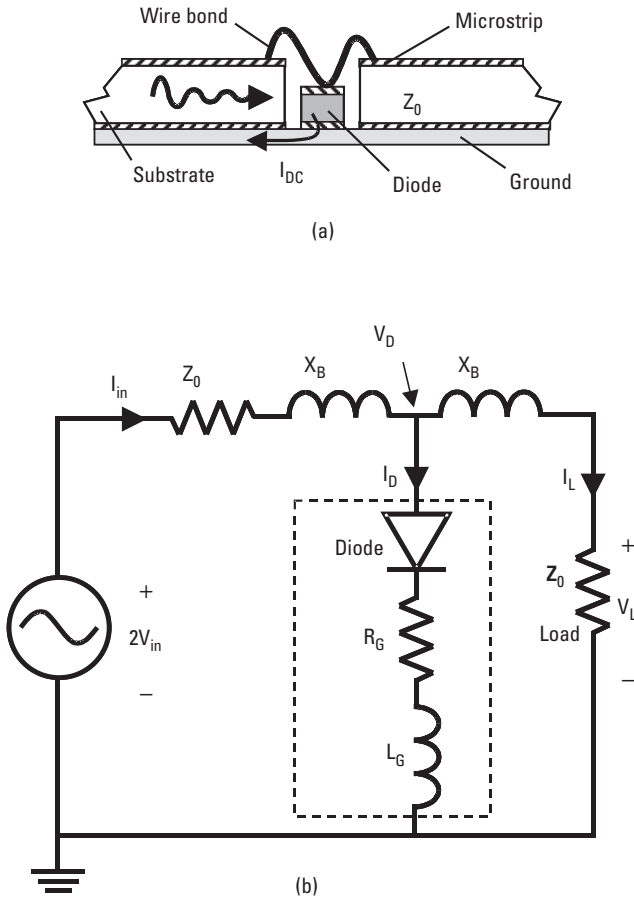 Wire bond
Microstrip
Z0
Substrate
IDC
Diode
Ground
(a)
VD
Iin
Z0
XB
XB
ID
IL
Diode
+
+
Z0
2Vin
RG
VL
Load
–
–
LG
(b)